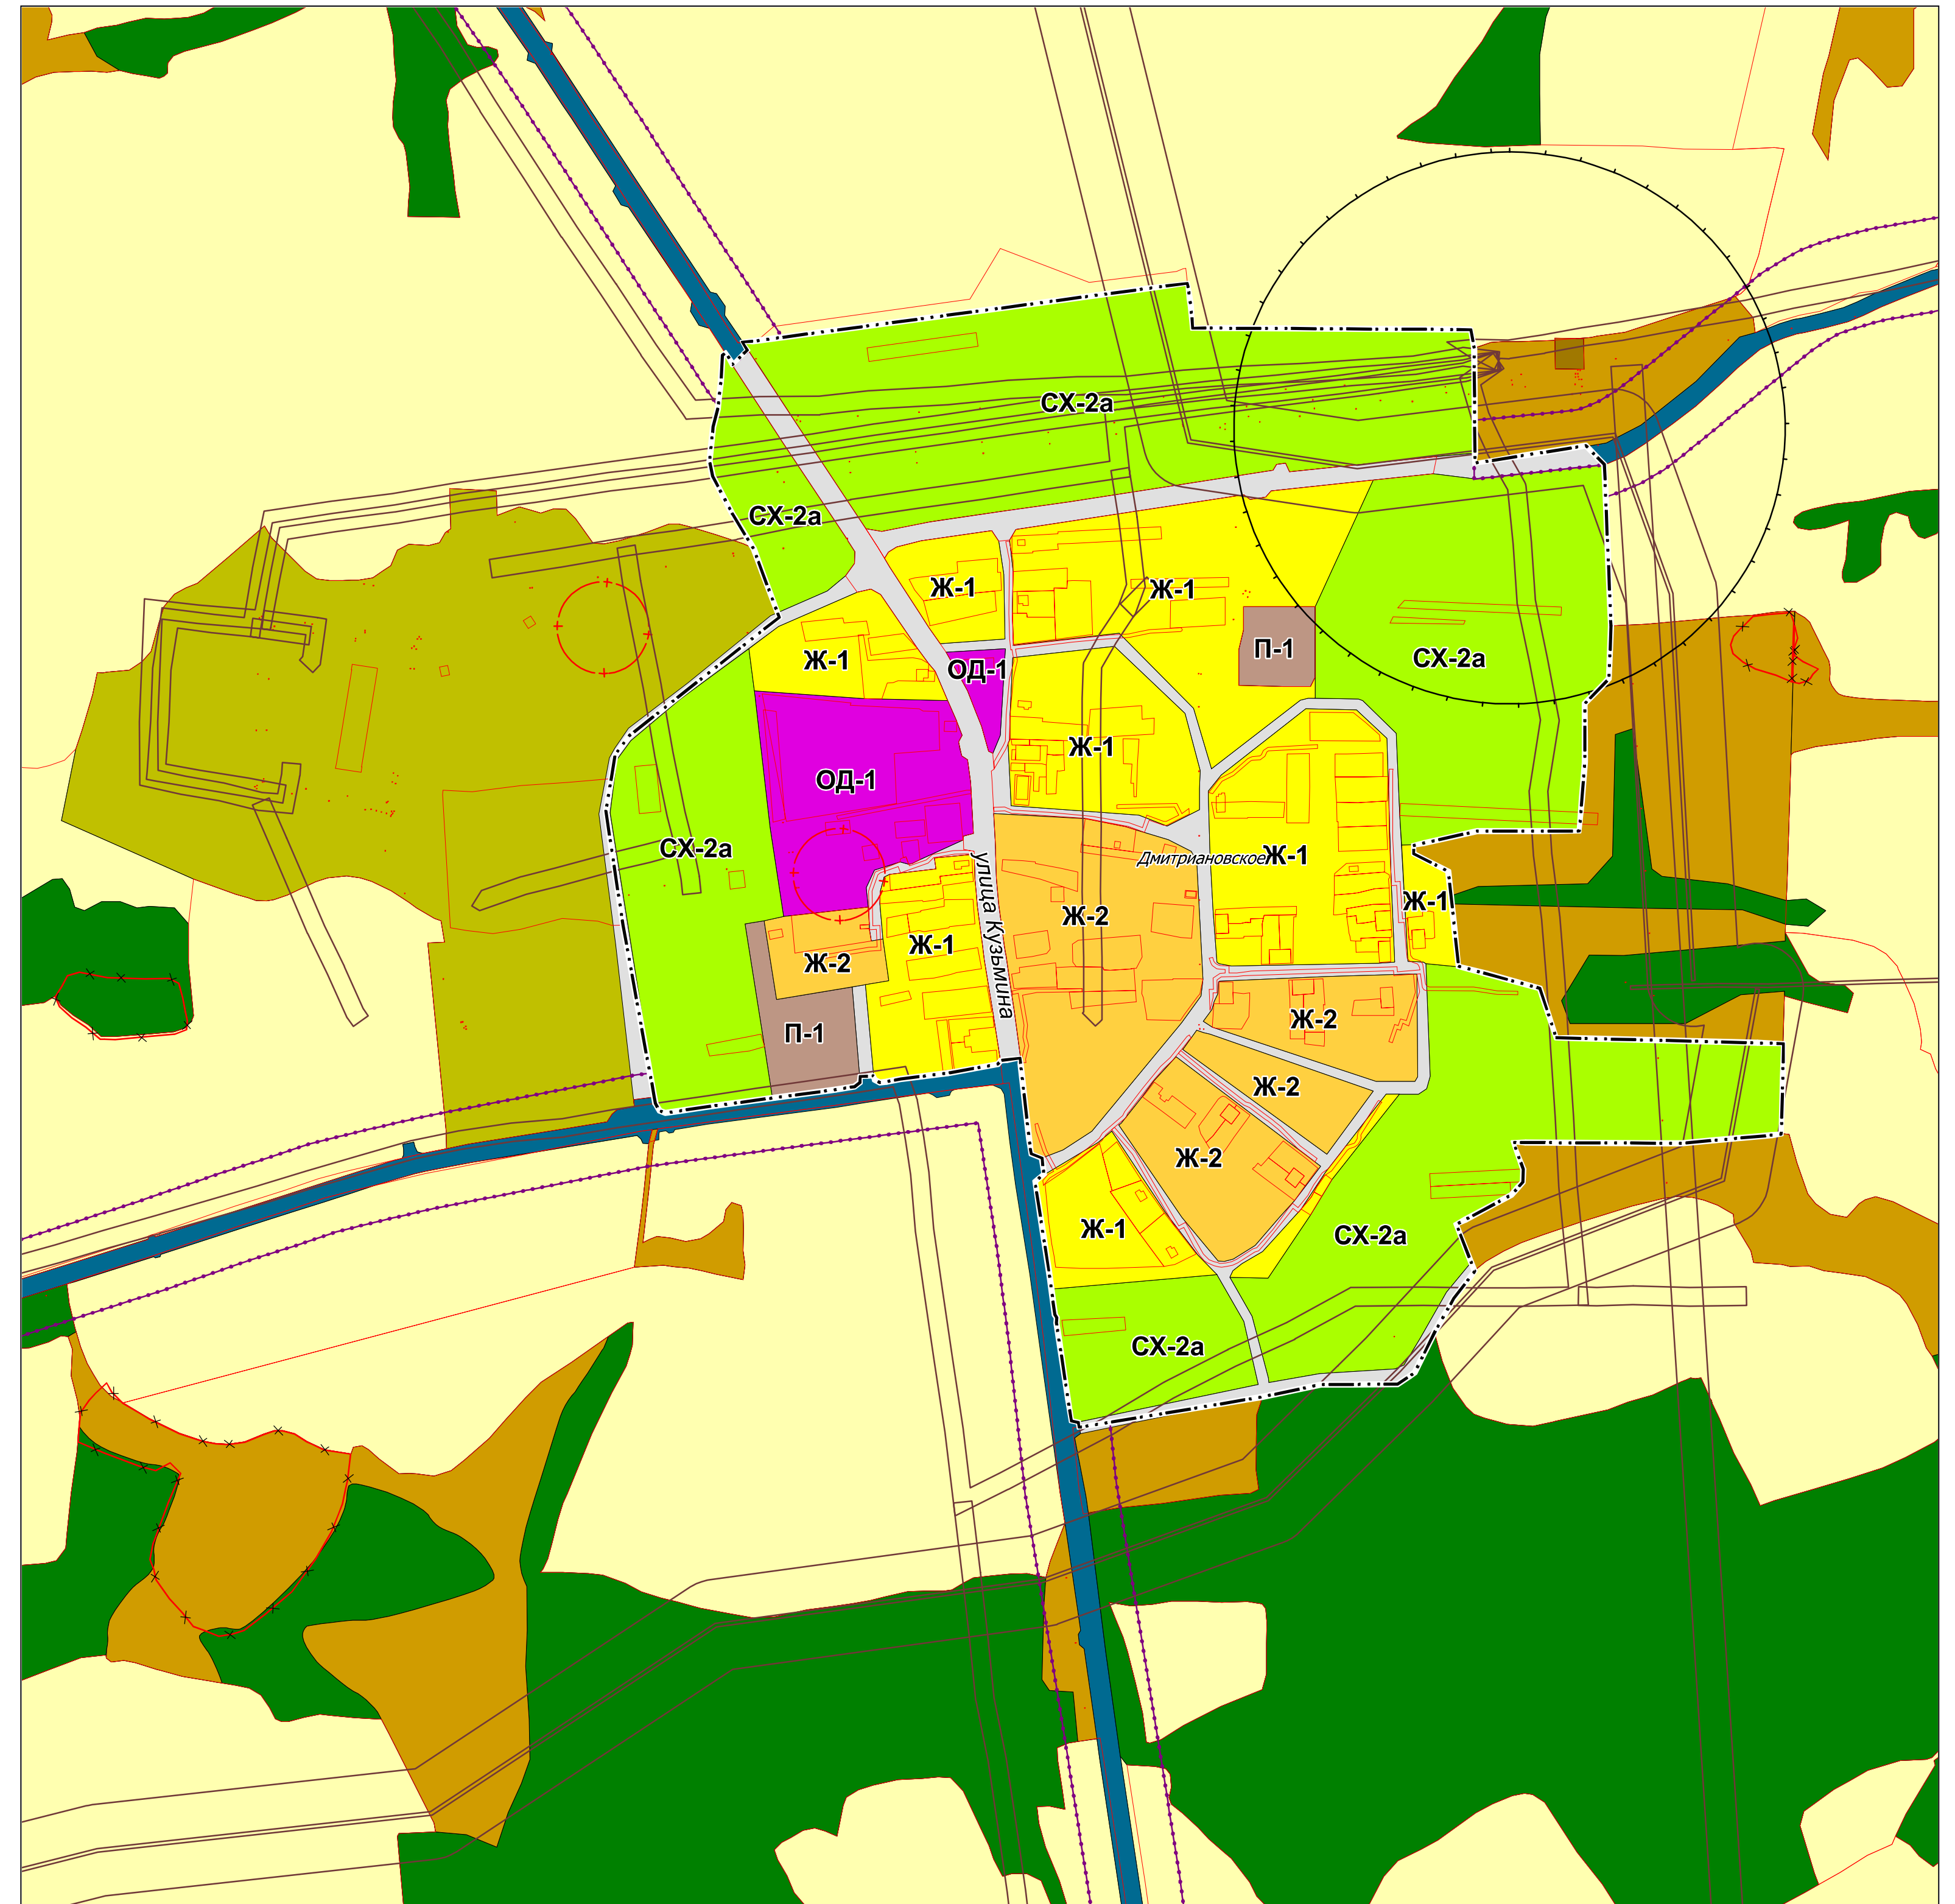 СХ-2а
СХ-2а
Ж-1
Ж-1
П-1
СХ-2а
Ж-1
ОД-1
Ж-1
ОД-1
СХ-2а
Дмитриановское
Ж-1
Ж-1
Ж-2
Ж-1
улица Кузьмина
Ж-2
Ж-2
П-1
Ж-2
Ж-2
Ж-1
СХ-2а
СХ-2а